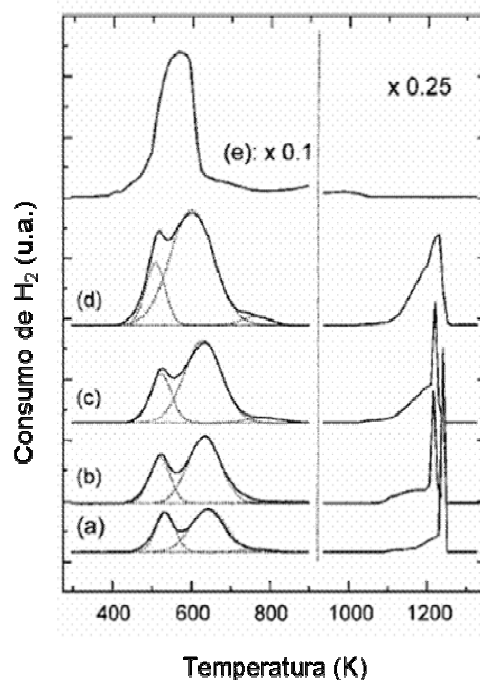 x 0.25
(e): x 0.1
(d)
(c)
(b)
(a)
Consumo de H₂ (u.a.)
400 600 800 1000 1200
Temperatura (K)